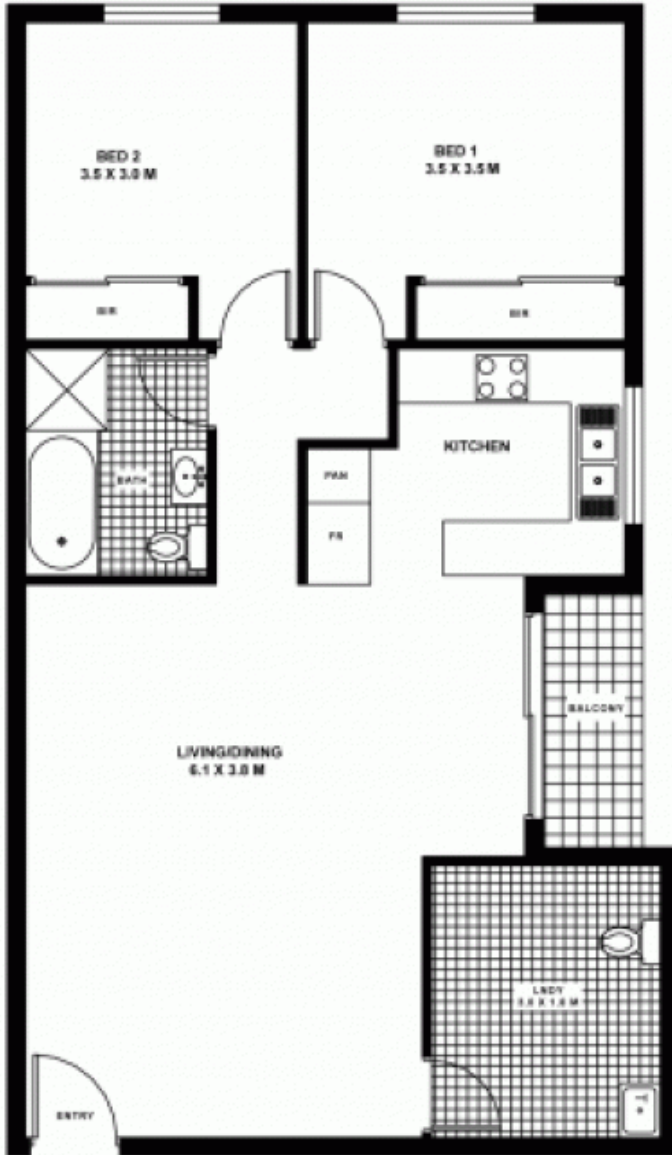 BED 2
3.5 X 3.0 M
BED 1
3.5 X 3.5 M
BIR
BIR
KITCHEN
BATH
PAN
FR
BALCONY
LIVING/DINING
6.1 X 3.8 M
LNDY
ENTRY
T